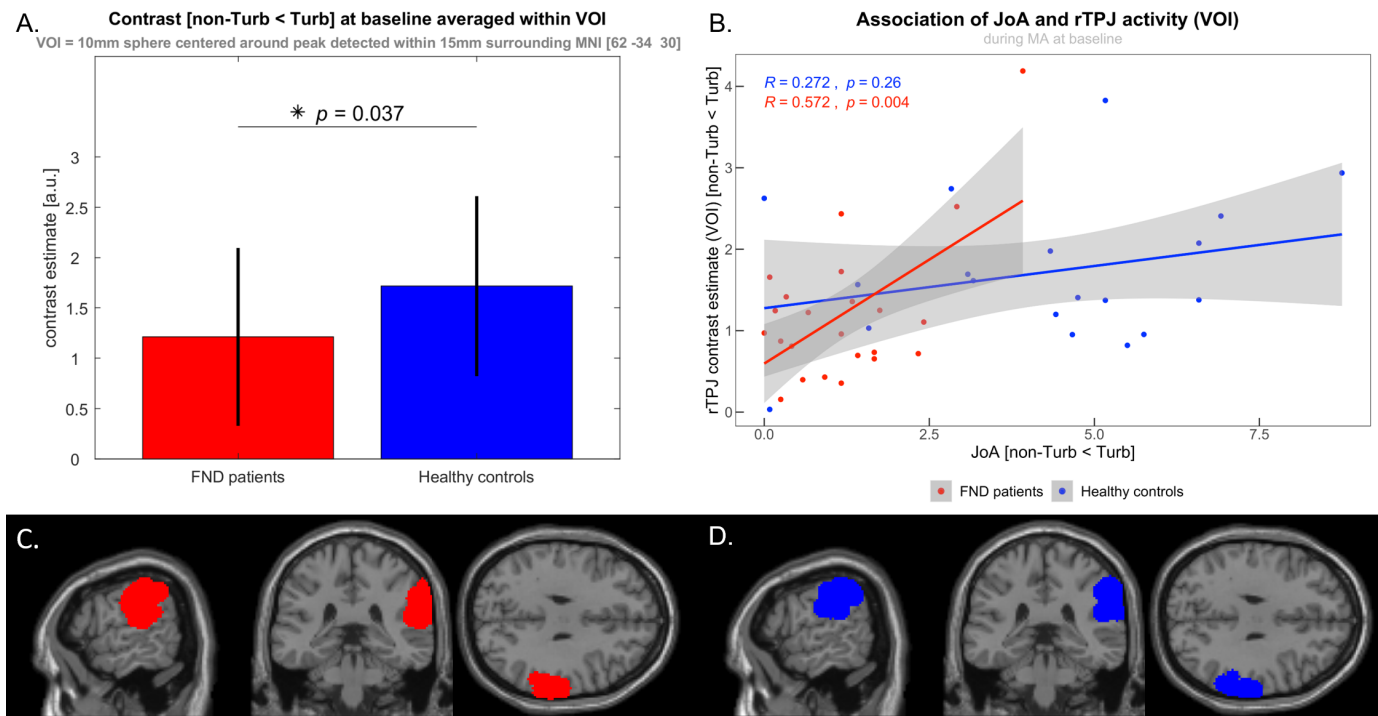 A.
Contrast [non-Turb < Turb] at baseline averaged within VOI
VOI = 10mm sphere centered around peak detected within 15mm surrounding MNI [62 -34 30]
contrast estimate [a.u.]
3
2.5
2
1.5
1
0.5
0
* p = 0.037
FND patients Healthy controls
B.
Association of JoA and rTPJ activity (VOI)
during MA at baseline
R = 0.272 , p = 0.26
R = 0.572 , p = 0.004
rTPJ contrast estimate (VOI) [non-Turb < Turb]
4
3
2
1
0
0.0 2.5 5.0 7.5
JoA [non-Turb < Turb]
FND patients Healthy controls
C.
D.